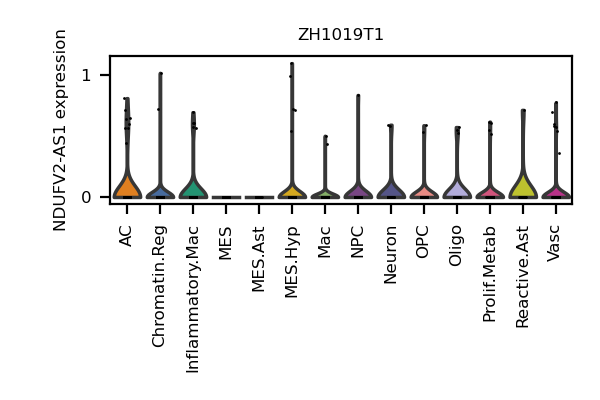 ZH1019T1
NDUFV2-AS1 expression
1
0
AC
Chromatin.Reg
Inflammatory.Mac
MES
MES.Ast
MES.Hyp
Mac
NPC
Neuron
OPC
Oligo
Prolif.Metab
Reactive.Ast
Vasc